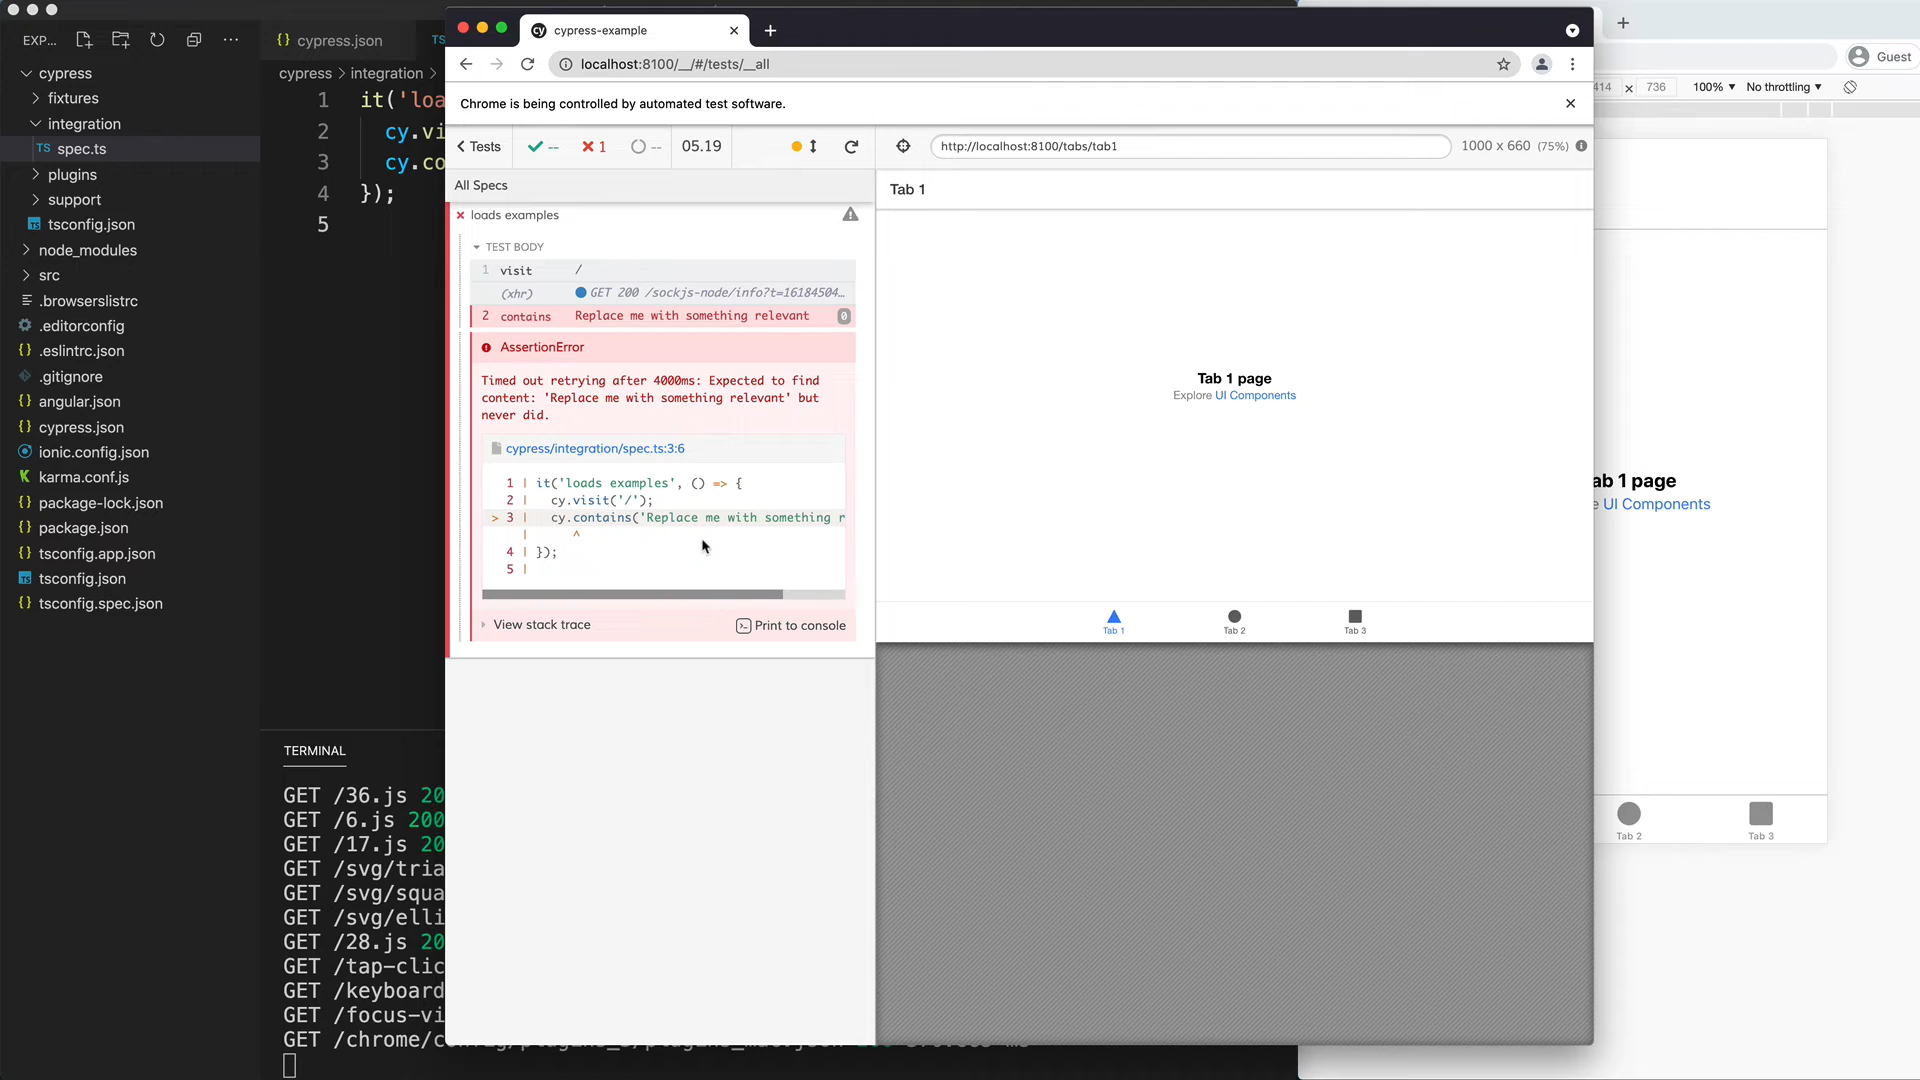 EXP...
cypress
fixtures
integration
TS spec.ts
plugins
support
TS tsconfig.json
node_modules
src
.browserslistrc
.editorconfig
{} .eslintrc.json
.gitignore
{} angular.json
{} cypress.json
ionic.config.json
karma.conf.js
{} package-lock.json
{} package.json
{} tsconfig.app.json
TS tsconfig.json
{} tsconfig.spec.json
{} cypress.json
TS
cypress > integration >
1 it('loa
2 cy.vi
3 cy.co
4 });
5
TERMINAL
GET /36.js 20
GET /6.js 200
GET /17.js 20
GET /svg/tria
GET /svg/squa
GET /svg/elli
GET /28.js 20
GET /tap-clic
GET /keyboard
GET /focus-vi
GET /chrome/config/plugins_3/plugins_mac.json
cy cypress-example
localhost:8100/__/#/tests/__all
Chrome is being controlled by automated test software.
< Tests
--
1
--
05.19
http://localhost:8100/tabs/tab1
1000 x 660 (75%)
All Specs
loads examples
TEST BODY
1 visit /
(xhr) GET 200 /sockjs-node/info?t=16184504...
2 contains Replace me with something relevant 0
AssertionError
Timed out retrying after 4000ms: Expected to find
content: 'Replace me with something relevant' but
never did.
cypress/integration/spec.ts:3:6
1 | it('loads examples', () => {
2 | cy.visit('/');
> 3 | cy.contains('Replace me with something r
| ^
4 | });
5 |
View stack trace
Print to console
Tab 1
Tab 1 page
Explore UI Components
Tab 1
Tab 2
Tab 3
Guest
414 × 736
100%
No throttling
ab 1 page
e UI Components
Tab 2
Tab 3